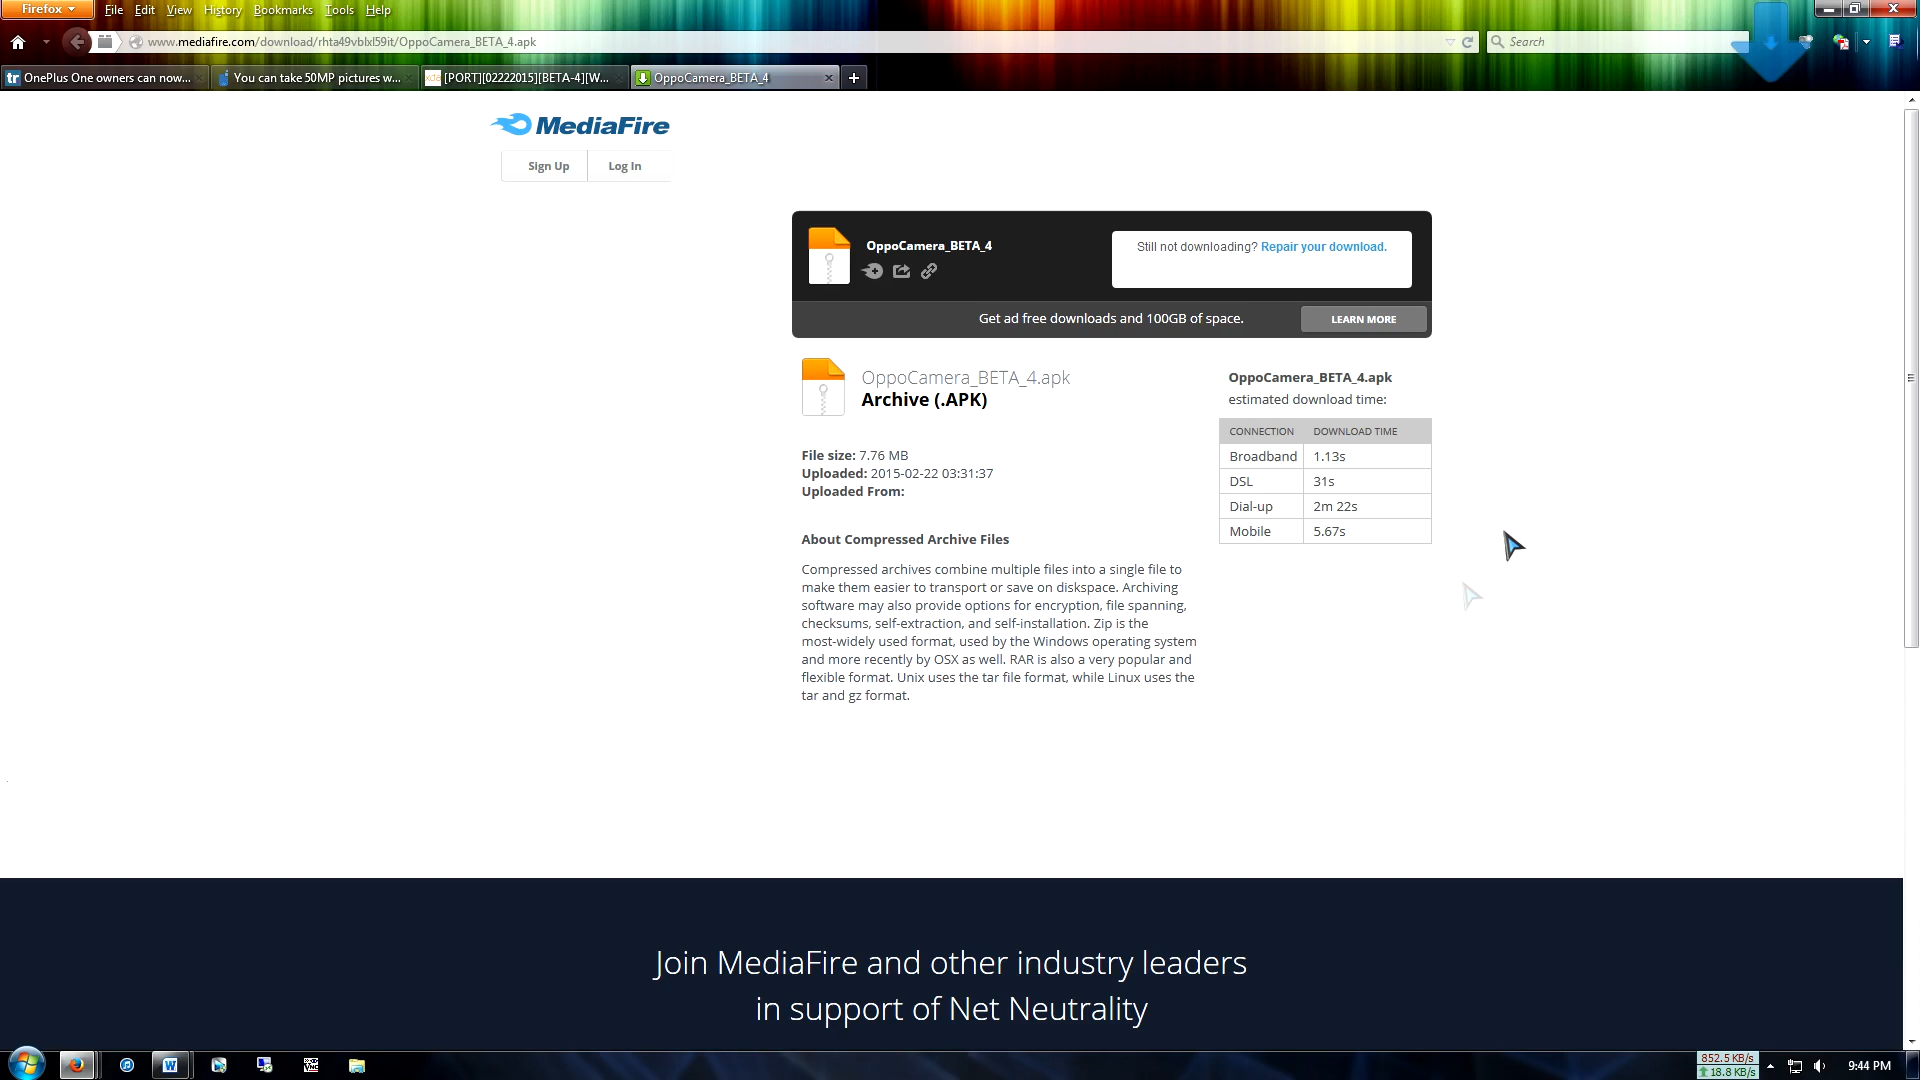 Firefox
File Edit View History Bookmarks Tools Help
www.mediafire.com/download/rhta49vblxl59it/OppoCamera_BETA_4.apk
Search
tr OnePlus One owners can now...
You can take 50MP pictures w...
xda [PORT][02222015][BETA-4][W...
OppoCamera_BETA_4
MediaFire
Sign Up
Log In
OppoCamera_BETA_4
Still not downloading? Repair your download.
Get ad free downloads and 100GB of space.
LEARN MORE
OppoCamera_BETA_4.apk
Archive (.APK)
File size: 7.76 MB
Uploaded: 2015-02-22 03:31:37
Uploaded From:
About Compressed Archive Files
Compressed archives combine multiple files into a single file to
make them easier to transport or save on diskspace. Archiving
software may also provide options for encryption, file spanning,
checksums, self-extraction, and self-installation. Zip is the
most-widely used format, used by the Windows operating system
and more recently by OSX as well. RAR is also a very popular and
flexible format. Unix uses the tar file format, while Linux uses the
tar and gz format.
OppoCamera_BETA_4.apk
estimated download time:
CONNECTION DOWNLOAD TIME
Broadband 1.13s
DSL 31s
Dial-up 2m 22s
Mobile 5.67s
Join MediaFire and other industry leaders
in support of Net Neutrality
W
852.5 KB/s
18.8 KB/s
9:44 PM